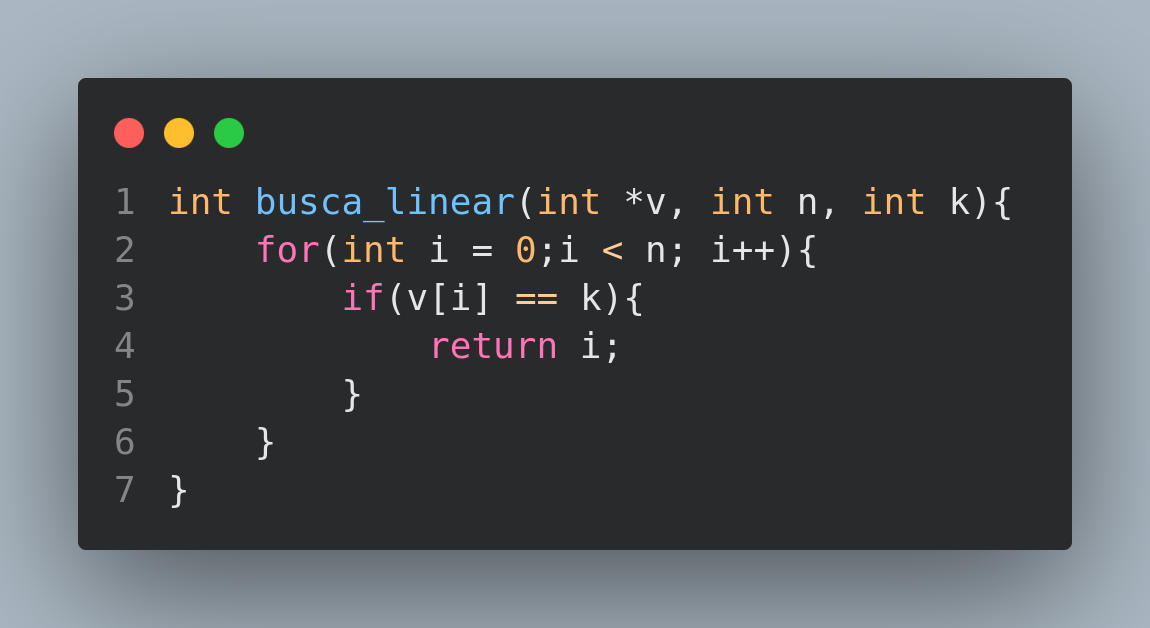 1 int busca_linear(int *v, int n, int k){
2     for(int i = 0;i < n; i++){
3         if(v[i] == k){
4             return i;
5         }
6     }
7 }